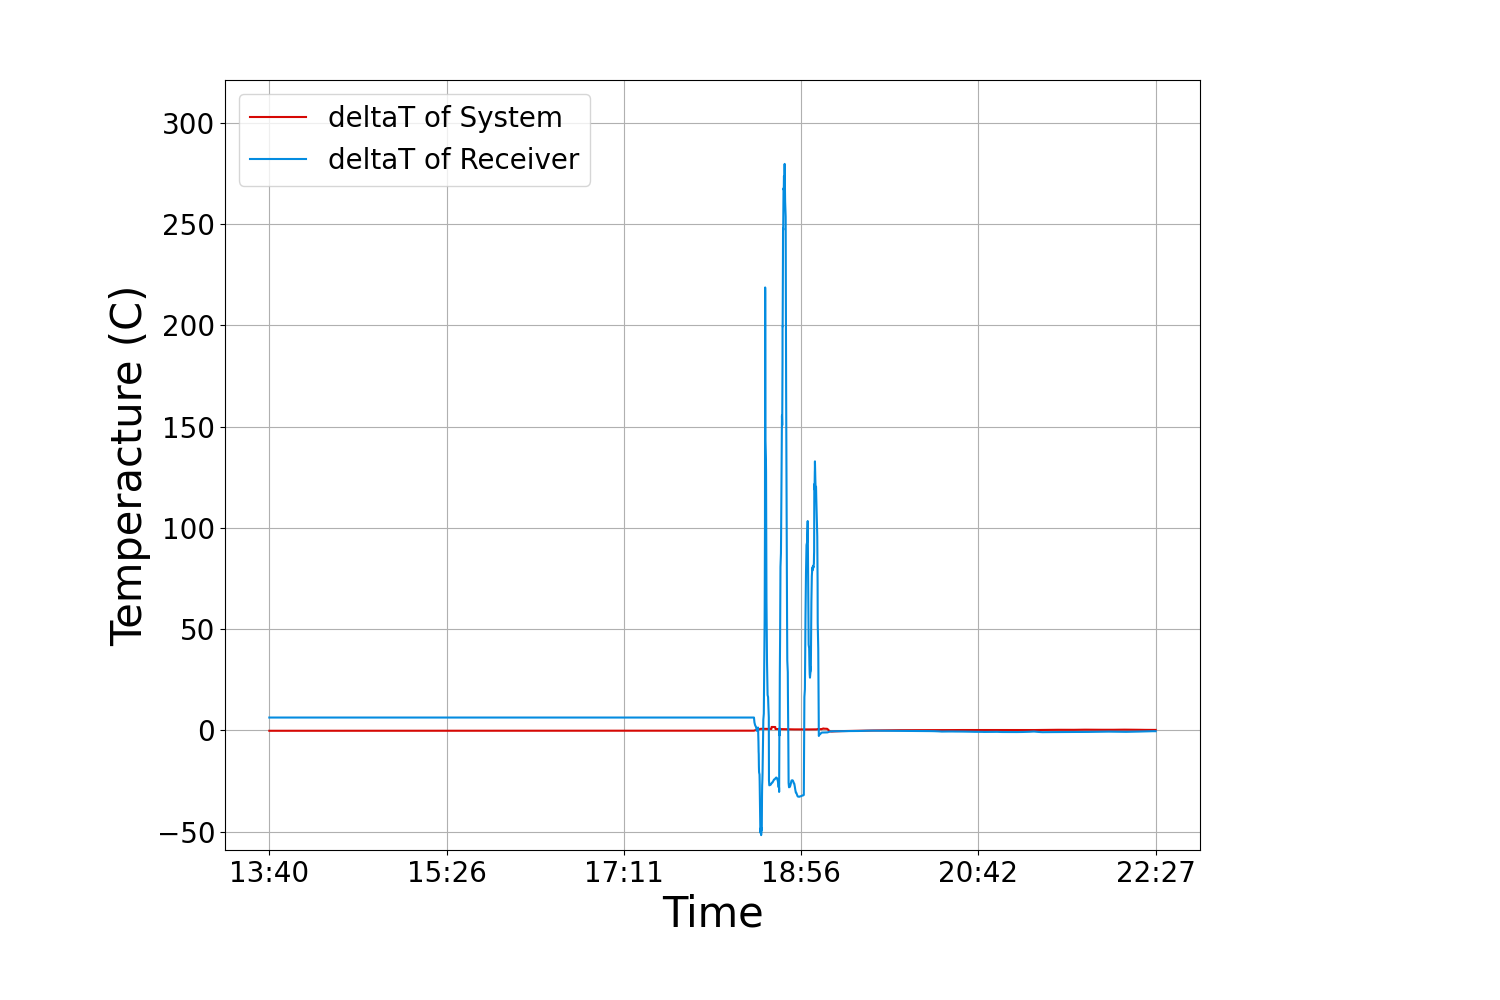 deltaT of System
deltaT of Receiver
300
250
200
150
100
50
0
−50
Temperacture (C)
13:40 15:26 17:11 18:56 20:42 22:27
Time